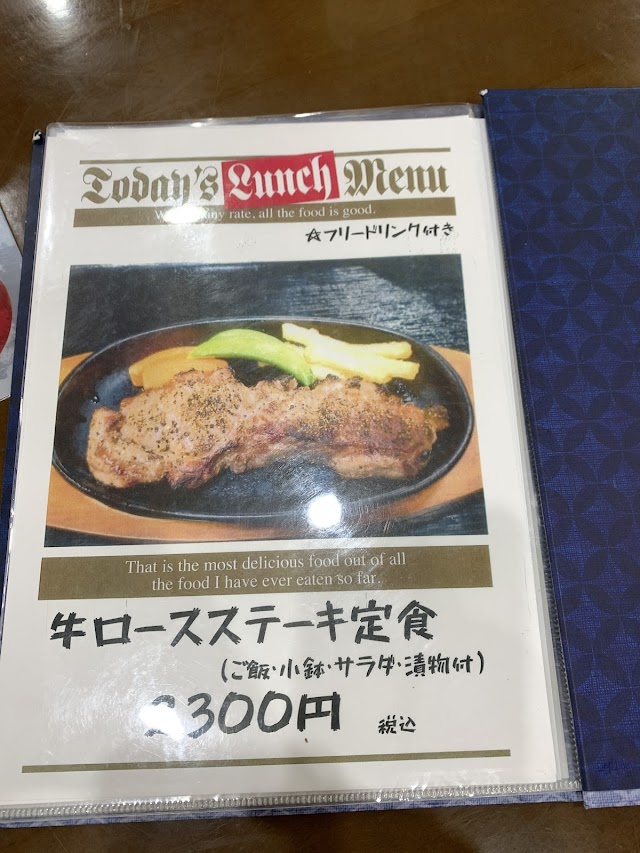 Today's Lunch Menu
rate, all the food is good.
☆フリードリンク付き
That is the most delicious food out of all
the food I have ever eaten so far.
牛ロースステーキ定食
(ご飯・小鉢・サラダ・漬物付)
2300円 税込